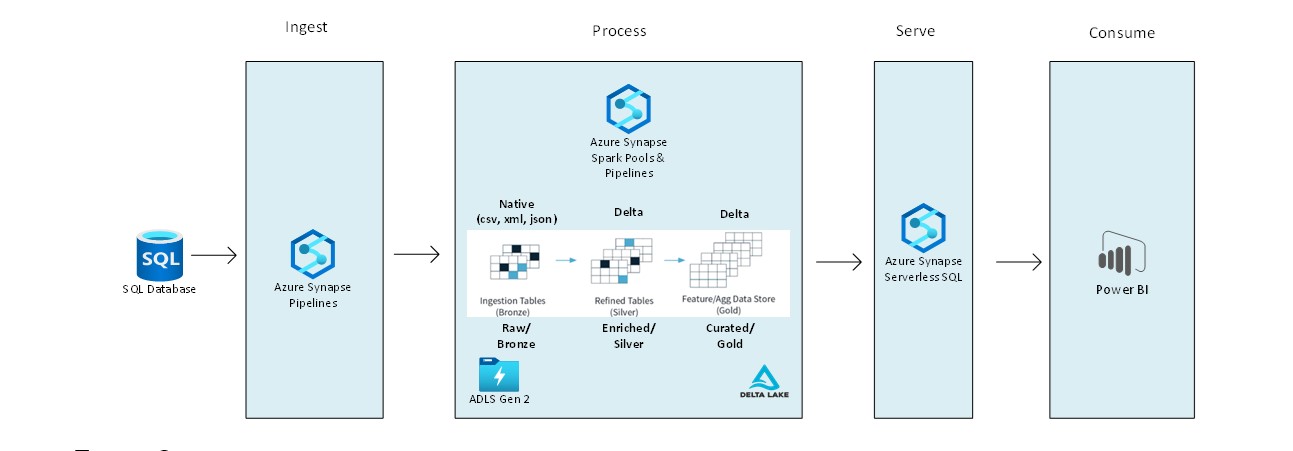 Ingest
Process
Serve
Consume
Azure Synapse
Spark Pools &
Pipelines
Native
(csv, xml, json)
Delta
Delta
SQL
SQL Database
Azure Synapse
Pipelines
Ingestion Tables
(Bronze)
Refined Tables
(Silver)
Feature/Agg Data Store
(Gold)
Raw/
Bronze
Enriched/
Silver
Curated/
Gold
ADLS Gen 2
DELTA LAKE
Azure Synapse
Serverless SQL
Power BI